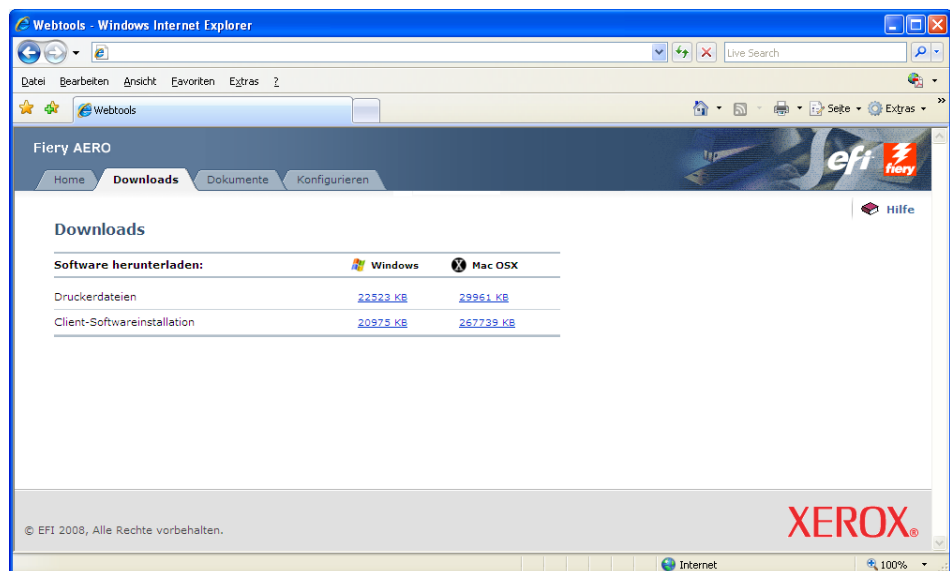 Webtools - Windows Internet Explorer
Live Search
Datei Bearbeiten Ansicht Favoriten Extras ?
Webtools
Seite Extras »
Fiery AERO
efi fiery
Home Downloads Dokumente Konfigurieren
Hilfe
Downloads
Software herunterladen: Windows Mac OSX
Druckerdateien 22523 KB 29961 KB
Client-Softwareinstallation 20975 KB 267739 KB
© EFI 2008, Alle Rechte vorbehalten.
XEROX®
Internet 100%